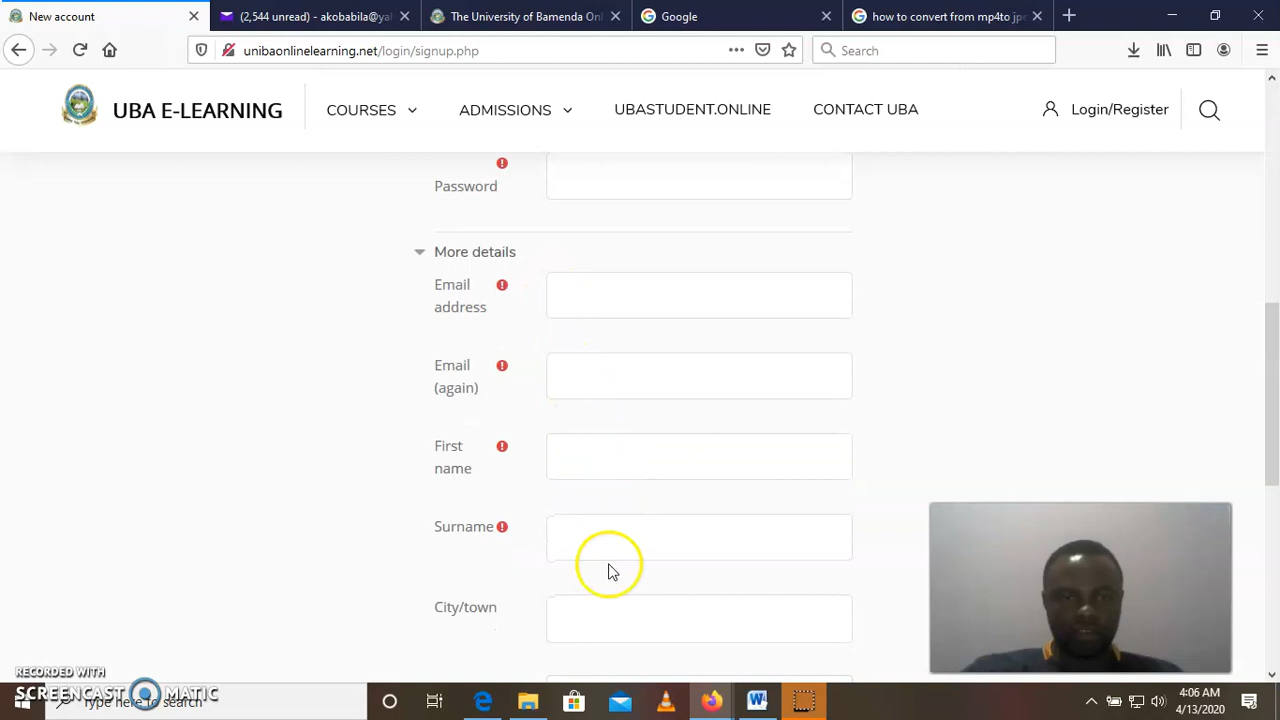 New account
(2,544 unread) - akobabila@ya
The University of Bamenda Onl
Google
how to convert from mp4to jpe
unibaonlinelearning.net/login/signup.php
Search
UBA E-LEARNING
COURSES
ADMISSIONS
UBASTUDENT.ONLINE
CONTACT UBA
Login/Register
Password
More details
Email
address
Email
(again)
First
name
Surname
City/town
RECORDED WITH
SCREENCAST MATIC
Type here to search
4:06 AM
4/13/2020